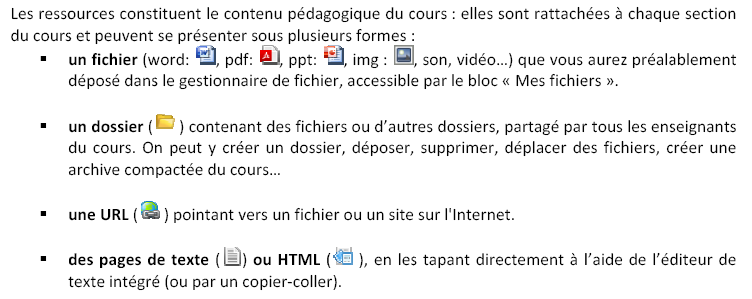 Les ressources constituent le contenu pédagogique du cours : elles sont rattachées à chaque section
du cours et peuvent se présenter sous plusieurs formes :
▪ un fichier (word: , pdf: , ppt: , img : , son, vidéo...) que vous aurez préalablement
déposé dans le gestionnaire de fichier, accessible par le bloc « Mes fichiers ».
▪ un dossier ( ) contenant des fichiers ou d'autres dossiers, partagé par tous les enseignants
du cours. On peut y créer un dossier, déposer, supprimer, déplacer des fichiers, créer une
archive compactée du cours...
▪ une URL ( ) pointant vers un fichier ou un site sur l'Internet.
▪ des pages de texte ( ) ou HTML ( ), en les tapant directement à l'aide de l'éditeur de
texte intégré (ou par un copier-coller).